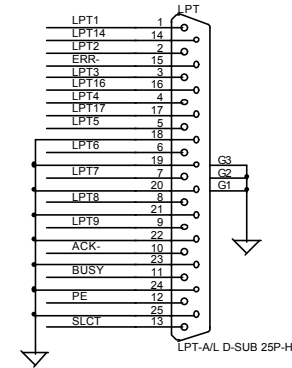 LPT
LPT1 1
LPT14 14
LPT2 2
ERR- 15
LPT3 3
LPT16 16
LPT4 4
LPT17 17
LPT5 5
18
LPT6 6
19 G3
LPT7 7 G2
20 G1
LPT8 8
21
LPT9 9
22
ACK- 10
23
BUSY 11
24
PE 12
25
SLCT 13
LPT-A/L D-SUB 25P-H